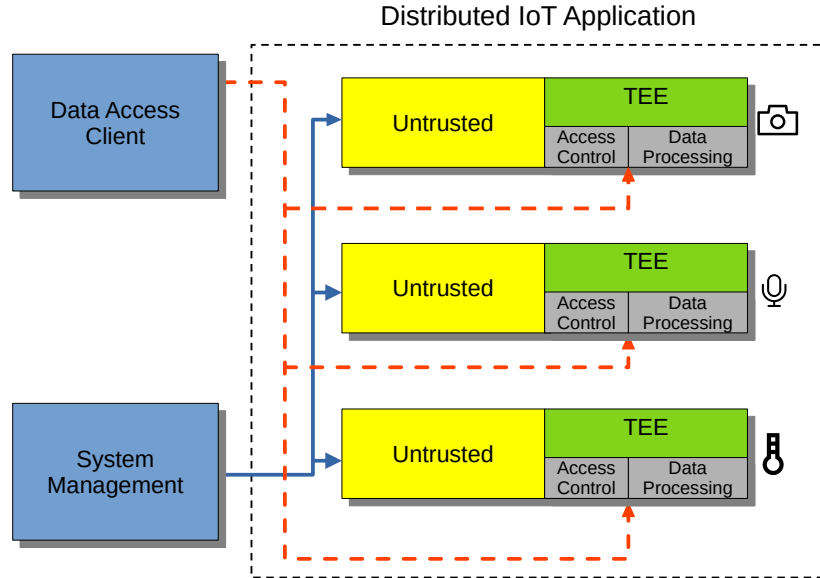 Distributed IoT Application
Data Access
Client
Untrusted
TEE
Access
Control
Data
Processing
Untrusted
TEE
Access
Control
Data
Processing
System
Management
Untrusted
TEE
Access
Control
Data
Processing